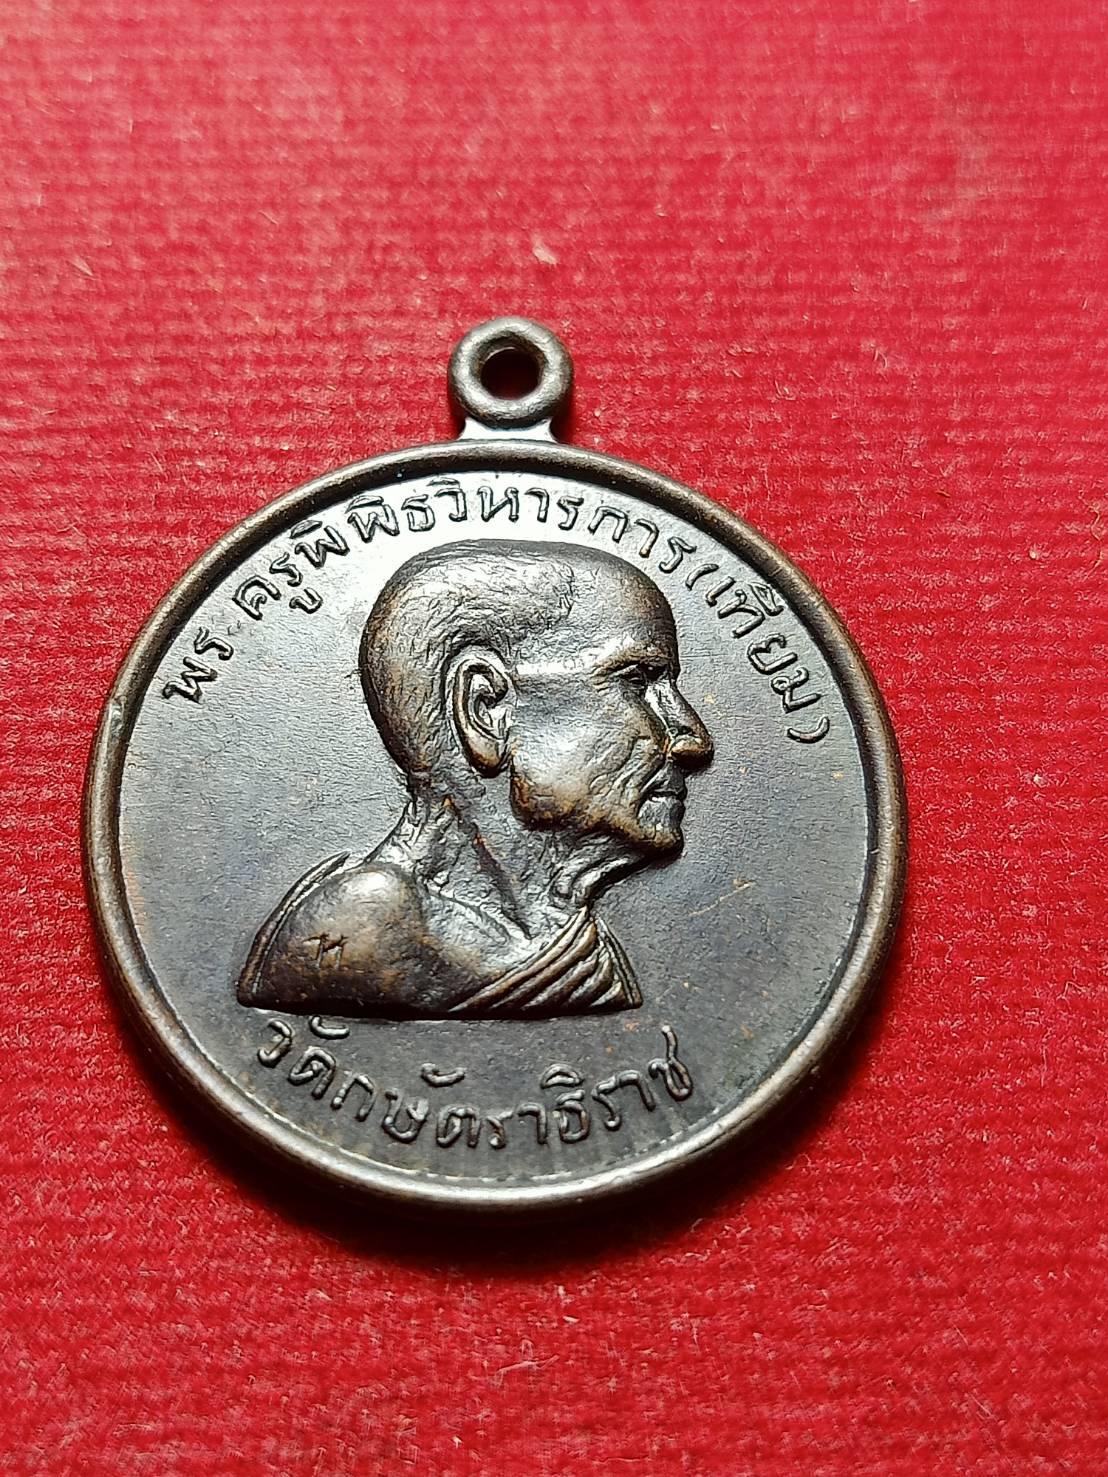 พระครูพิพิธวิหารการ(เทียม)
ท
วัดกษัตราธิราช